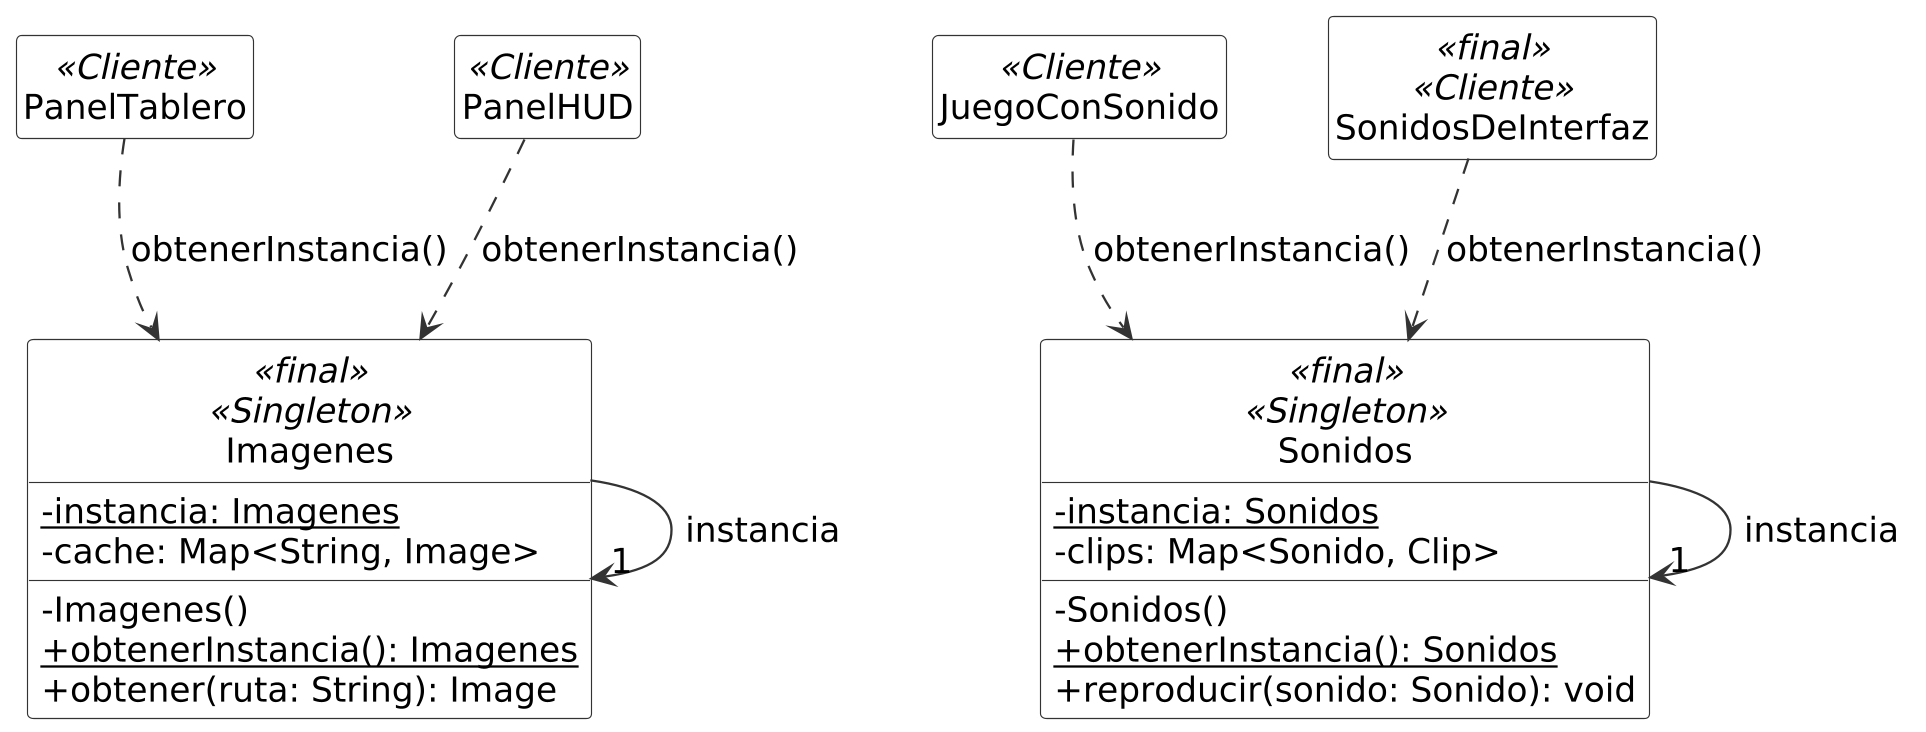 «Cliente»
PanelTablero
«Cliente»
PanelHUD
«Cliente»
JuegoConSonido
«final»
«Cliente»
SonidosDeInterfaz
obtenerInstancia()
obtenerInstancia()
obtenerInstancia()
obtenerInstancia()
«final»
«Singleton»
Imagenes
-instancia: Imagenes
-cache: Map<String, Image>
-Imagenes()
+obtenerInstancia(): Imagenes
+obtener(ruta: String): Image
instancia
1
«final»
«Singleton»
Sonidos
-instancia: Sonidos
-clips: Map<Sonido, Clip>
-Sonidos()
+obtenerInstancia(): Sonidos
+reproducir(sonido: Sonido): void
instancia
1